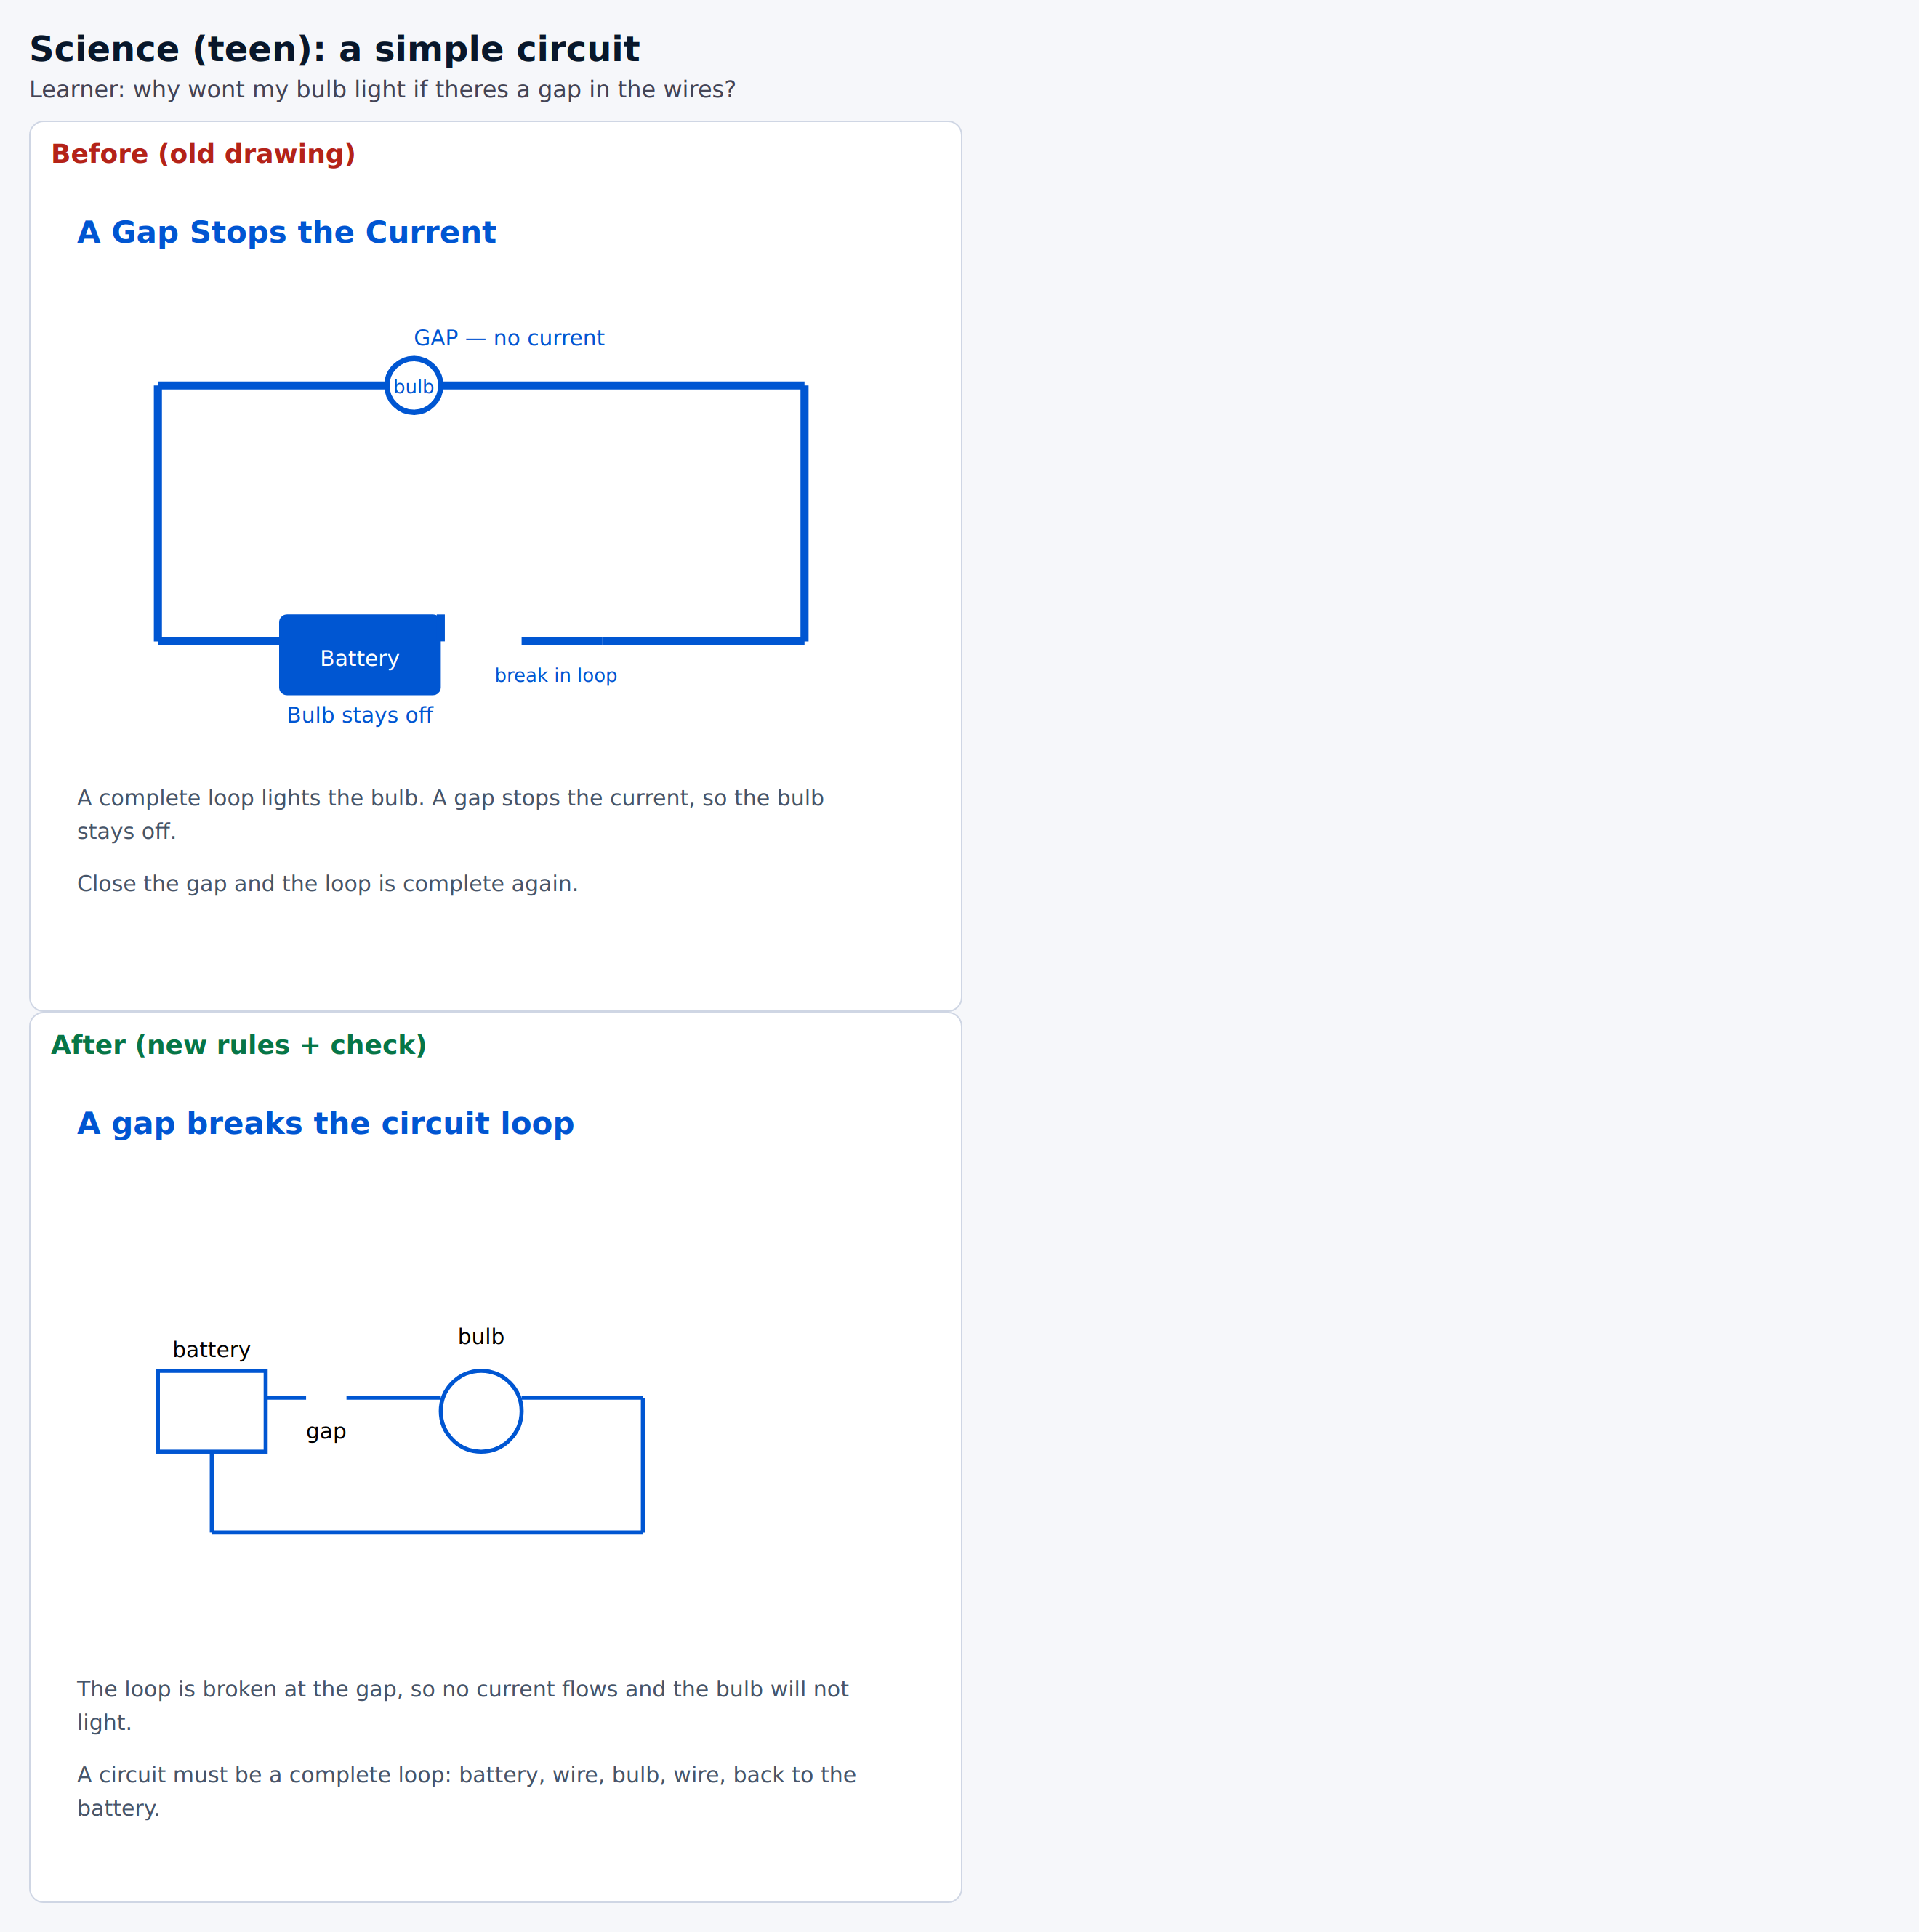 Science (teen): a simple circuit
Learner: why wont my bulb light if theres a gap in the wires?
Before (old drawing)
A Gap Stops the Current
GAP — no current
bulb
Battery
break in loop
Bulb stays off
A complete loop lights the bulb. A gap stops the current, so the bulb
stays off.
Close the gap and the loop is complete again.
After (new rules + check)
A gap breaks the circuit loop
bulb
battery
gap
The loop is broken at the gap, so no current flows and the bulb will not
light.
A circuit must be a complete loop: battery, wire, bulb, wire, back to the
battery.